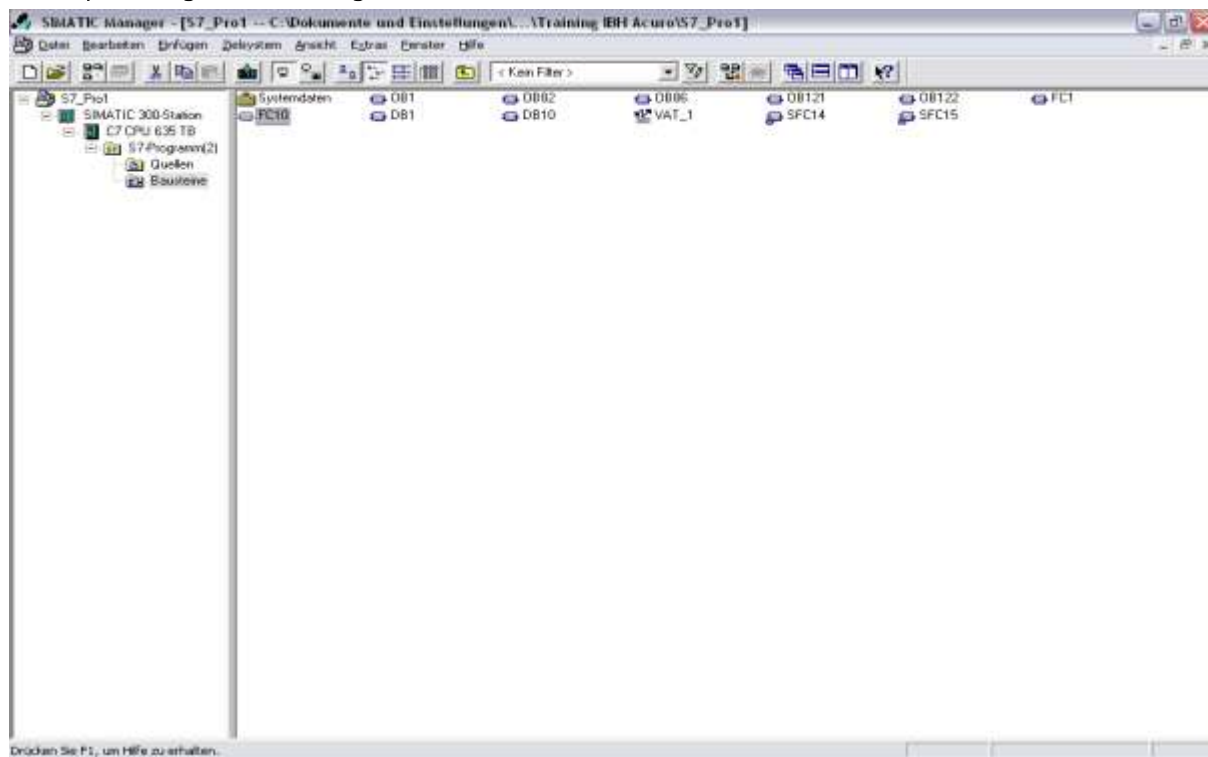 SIMATIC Manager - [S7_Pro1 -- C:\Dokumente und Einstellungen\...\Training IBH Acuro\S7_Pro1]
Datei Bearbeiten Einfügen Zielsystem Ansicht Extras Fenster Hilfe
< Kein Filter >
S7_Pro1
SIMATIC 300-Station
C7 CPU 635 TB
S7-Programm(2)
Quellen
Bausteine
Systemdaten OB1 OB82 OB86 OB121 OB122 FC1
FC10 DB1 DB10 VAT_1 SFC14 SFC15
Drücken Sie F1, um Hilfe zu erhalten.